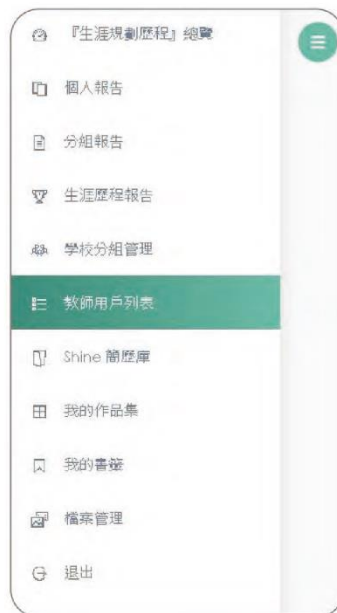 『生涯規劃歷程』總覽
個人報告
分組報告
生涯歷程報告
學校分組管理
教師用戶列表
Shine 簡歷庫
我的作品集
我的書籤
檔案管理
退出